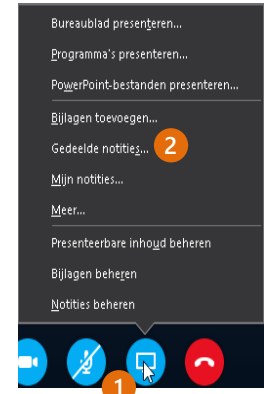 Bureaublad presenteren...
Programma's presenteren...
PowerPoint-bestanden presenteren...
Bijlagen toevoegen...
Gedeelde notities... 2
Mijn notities...
Meer...
Presenteerbare inhoud beheren
Bijlagen beheren
Notities beheren
1